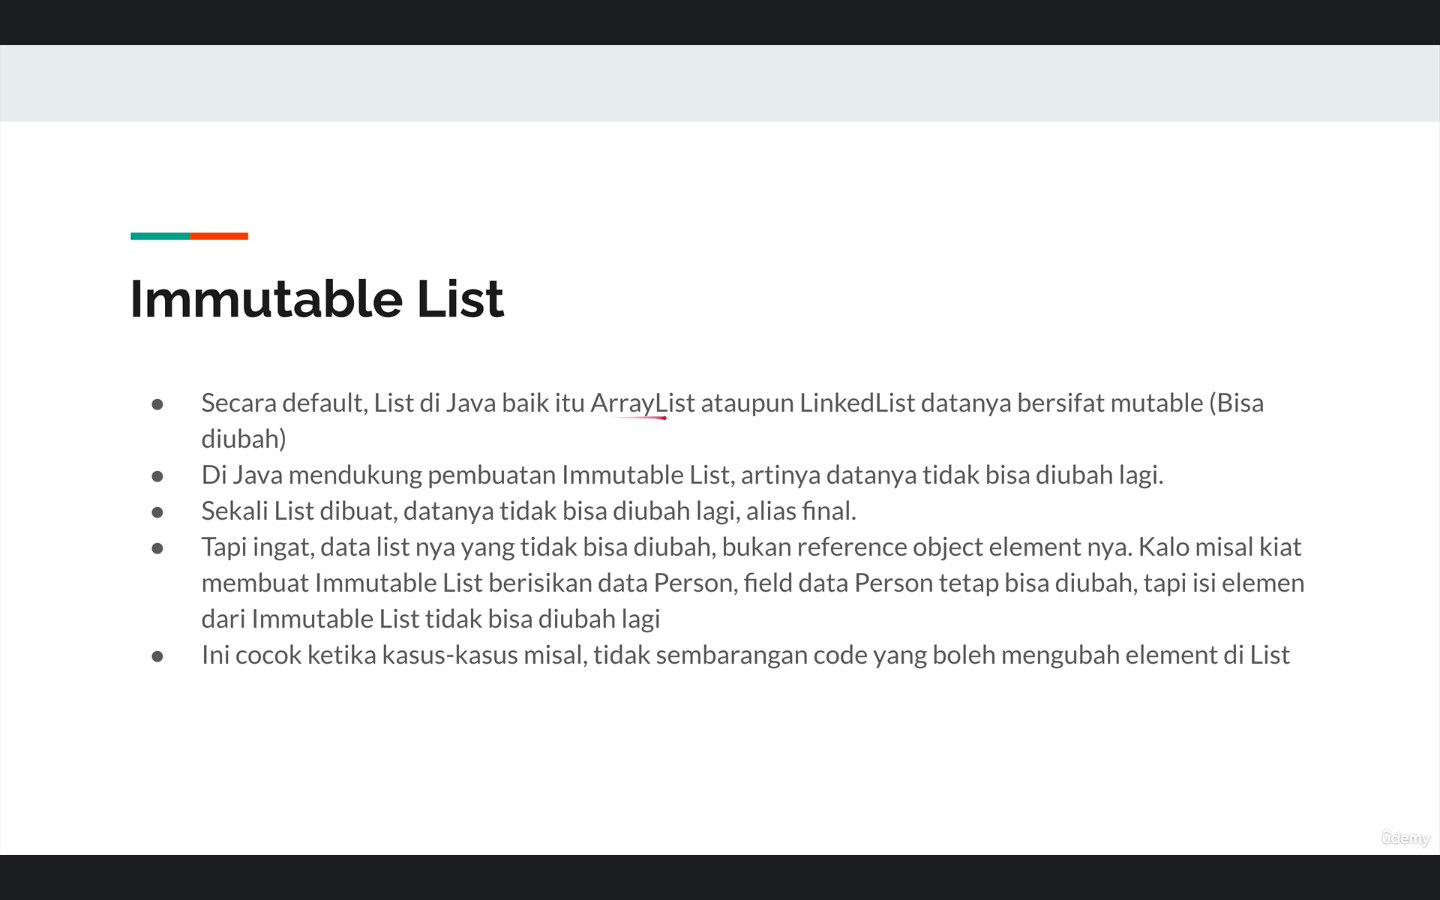 Immutable List
● Secara default, List di Java baik itu ArrayList ataupun LinkedList datanya bersifat mutable (Bisa
diubah)
● Di Java mendukung pembuatan Immutable List, artinya datanya tidak bisa diubah lagi.
● Sekali List dibuat, datanya tidak bisa diubah lagi, alias final.
● Tapi ingat, data list nya yang tidak bisa diubah, bukan reference object element nya. Kalo misal kiat
membuat Immutable List berisikan data Person, field data Person tetap bisa diubah, tapi isi elemen
dari Immutable List tidak bisa diubah lagi
● Ini cocok ketika kasus-kasus misal, tidak sembarangan code yang boleh mengubah element di List
ûdemy